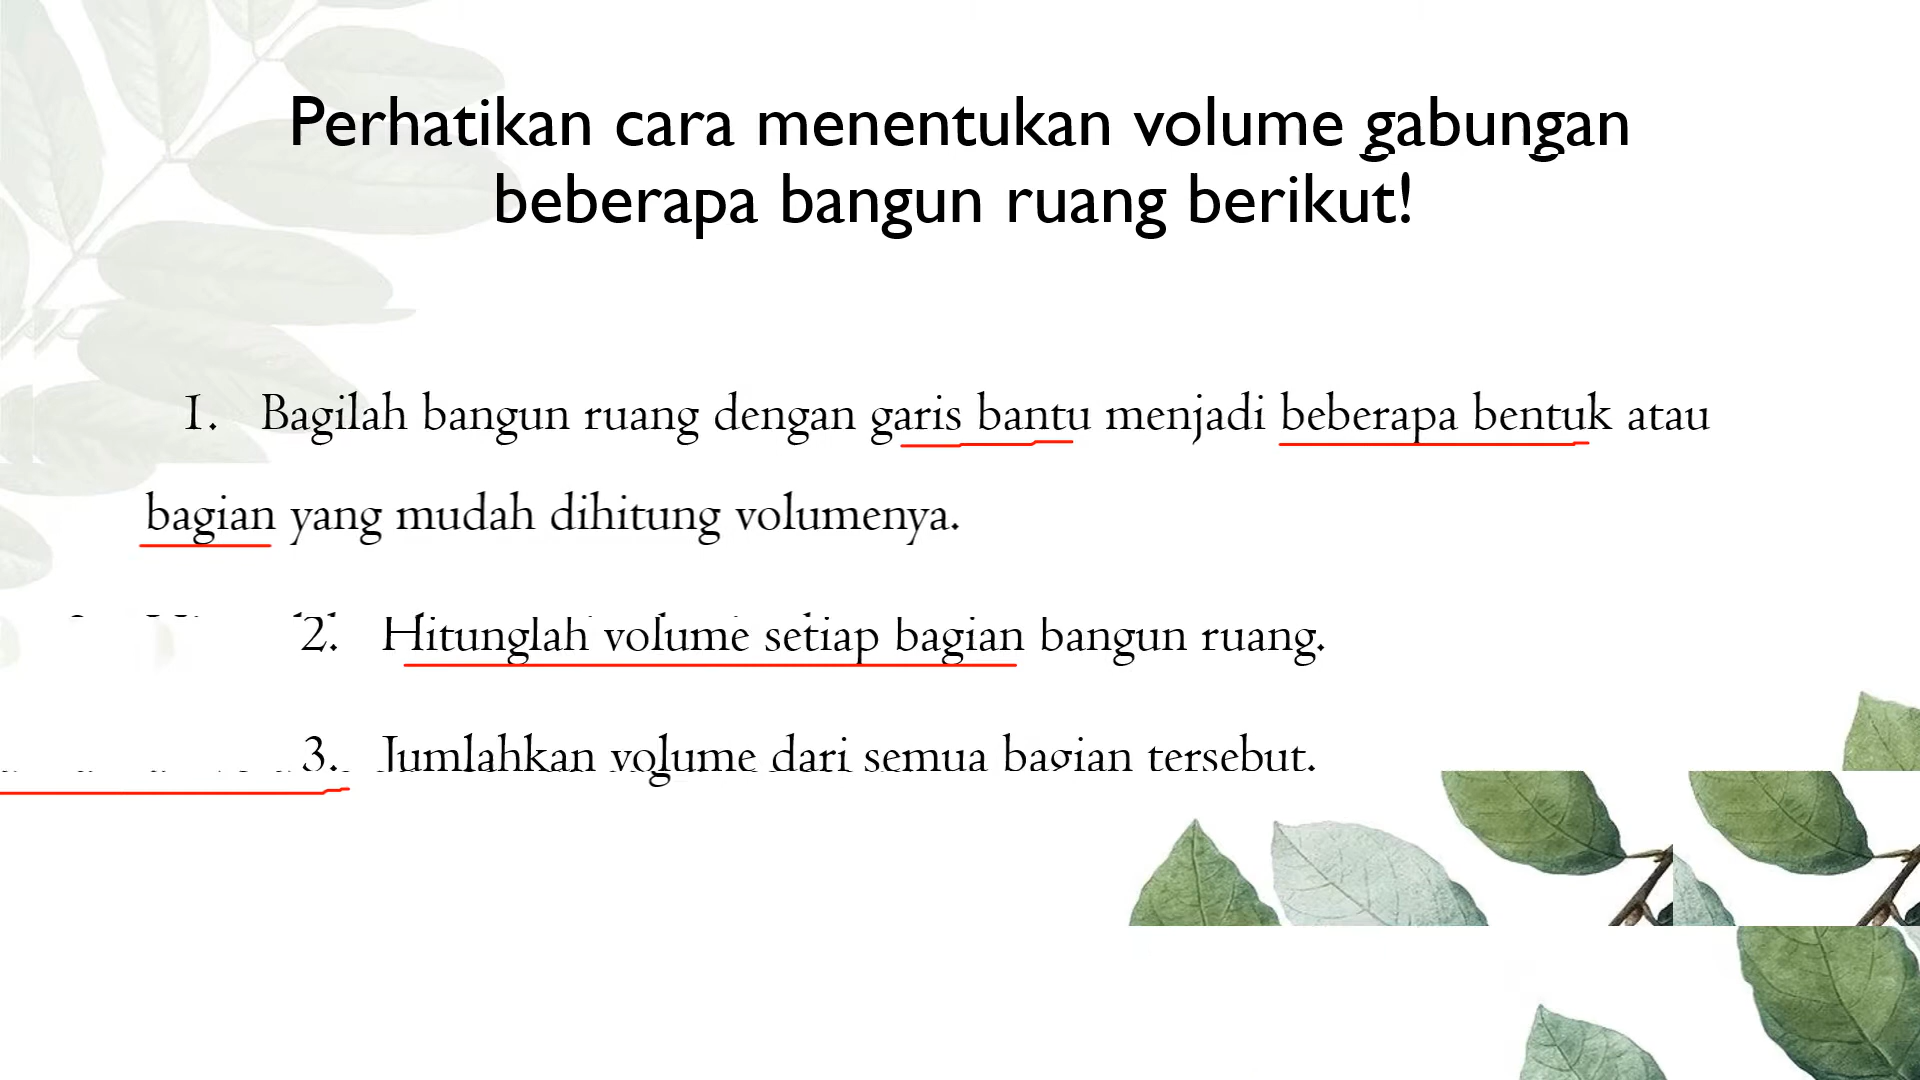 Perhatikan cara menentukan volume gabungan
beberapa bangun ruang berikut!
1. Bagilah bangun ruang dengan garis bantu menjadi beberapa bentuk atau
bagian yang mudah dihitung volumenya.
2. Hitunglah volume setiap bagian bangun ruang.
3. Jumlahkan volume dari semua bagian tersebut.